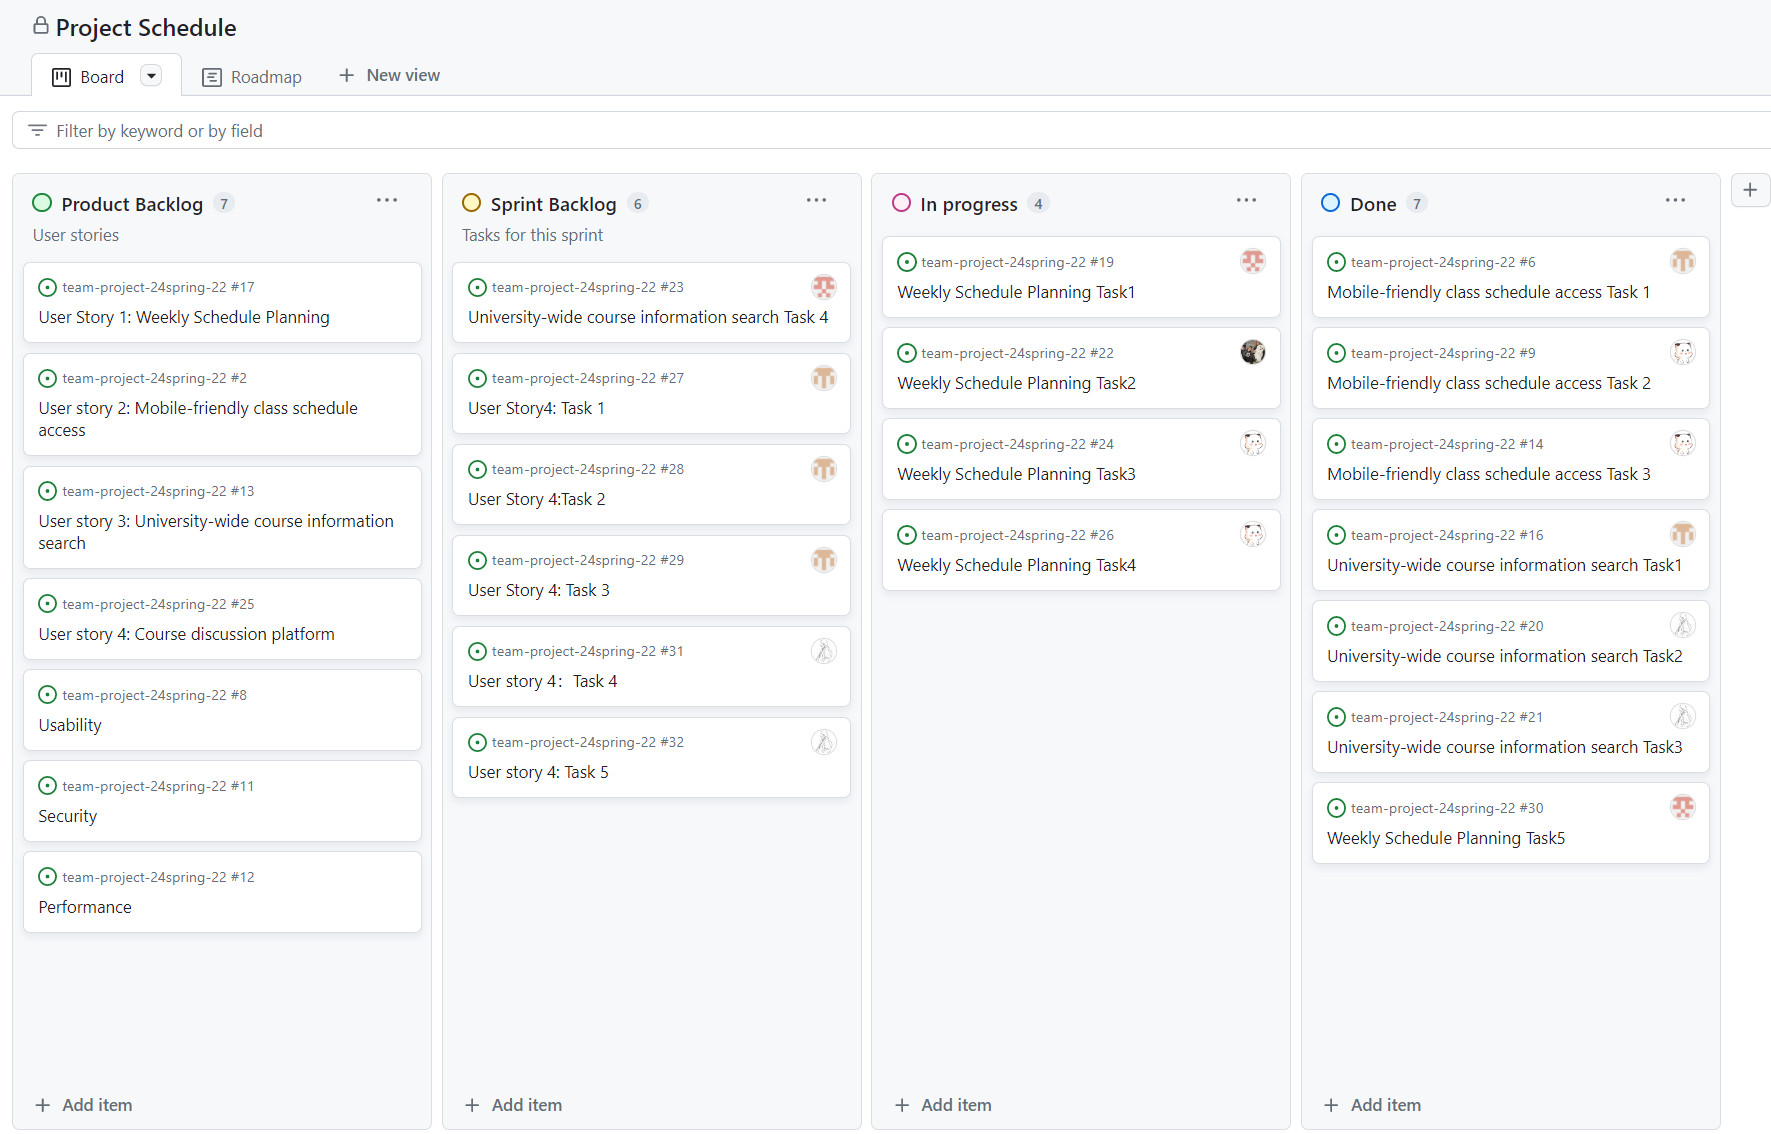 Project Schedule
Board
Roadmap
New view
Filter by keyword or by field
Product Backlog 7
User stories
team-project-24spring-22 #17
User Story 1: Weekly Schedule Planning
team-project-24spring-22 #2
User story 2: Mobile-friendly class schedule
access
team-project-24spring-22 #13
User story 3: University-wide course information
search
team-project-24spring-22 #25
User story 4: Course discussion platform
team-project-24spring-22 #8
Usability
team-project-24spring-22 #11
Security
team-project-24spring-22 #12
Performance
Add item
Sprint Backlog 6
Tasks for this sprint
team-project-24spring-22 #23
University-wide course information search Task 4
team-project-24spring-22 #27
User Story4: Task 1
team-project-24spring-22 #28
User Story 4:Task 2
team-project-24spring-22 #29
User Story 4: Task 3
team-project-24spring-22 #31
User story 4：Task 4
team-project-24spring-22 #32
User story 4: Task 5
Add item
In progress 4
team-project-24spring-22 #19
Weekly Schedule Planning Task1
team-project-24spring-22 #22
Weekly Schedule Planning Task2
team-project-24spring-22 #24
Weekly Schedule Planning Task3
team-project-24spring-22 #26
Weekly Schedule Planning Task4
Add item
Done 7
team-project-24spring-22 #6
Mobile-friendly class schedule access Task 1
team-project-24spring-22 #9
Mobile-friendly class schedule access Task 2
team-project-24spring-22 #14
Mobile-friendly class schedule access Task 3
team-project-24spring-22 #16
University-wide course information search Task1
team-project-24spring-22 #20
University-wide course information search Task2
team-project-24spring-22 #21
University-wide course information search Task3
team-project-24spring-22 #30
Weekly Schedule Planning Task5
Add item